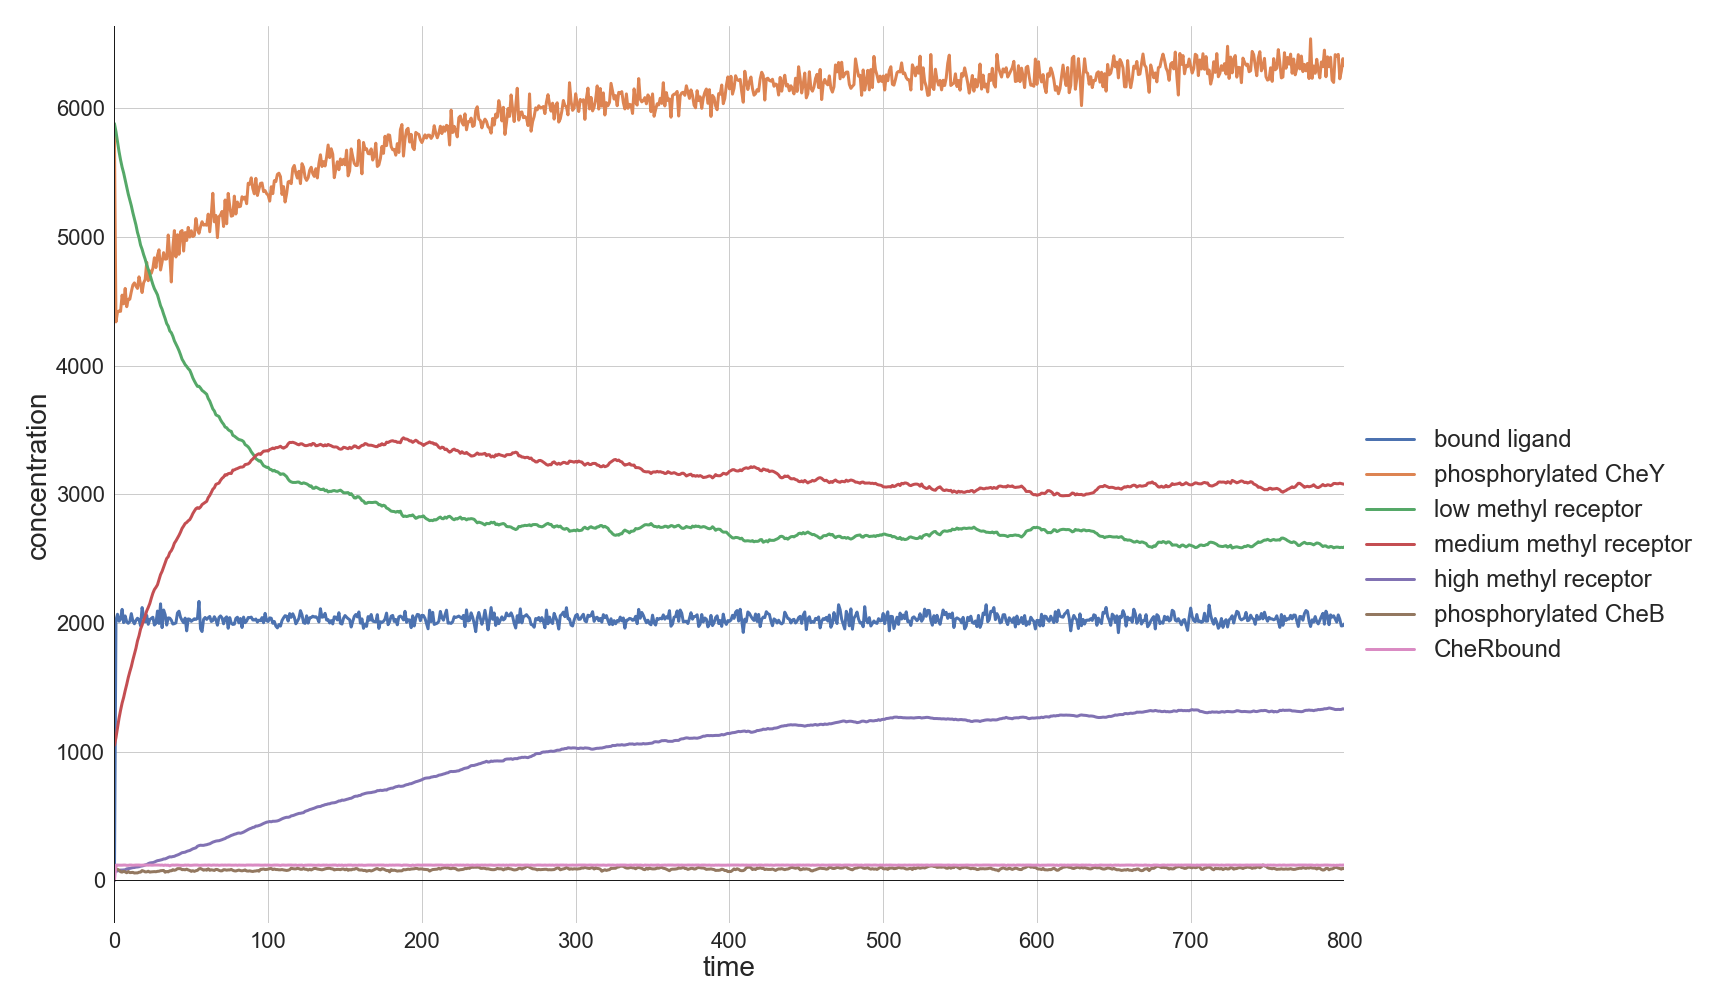 6000
5000
4000
3000
2000
1000
0
concentration
0 100 200 300 400 500 600 700 800
time
bound ligand
phosphorylated CheY
low methyl receptor
medium methyl receptor
high methyl receptor
phosphorylated CheB
CheRbound